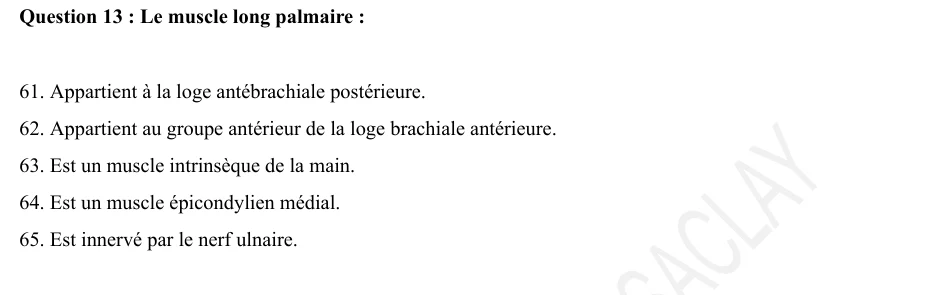 Question 13 : Le muscle long palmaire :
61. Appartient à la loge antébrachiale postérieure.
62. Appartient au groupe antérieur de la loge brachiale antérieure.
63. Est un muscle intrinsèque de la main.
64. Est un muscle épicondylien médial.
65. Est innervé par le nerf ulnaire.
SACLAY